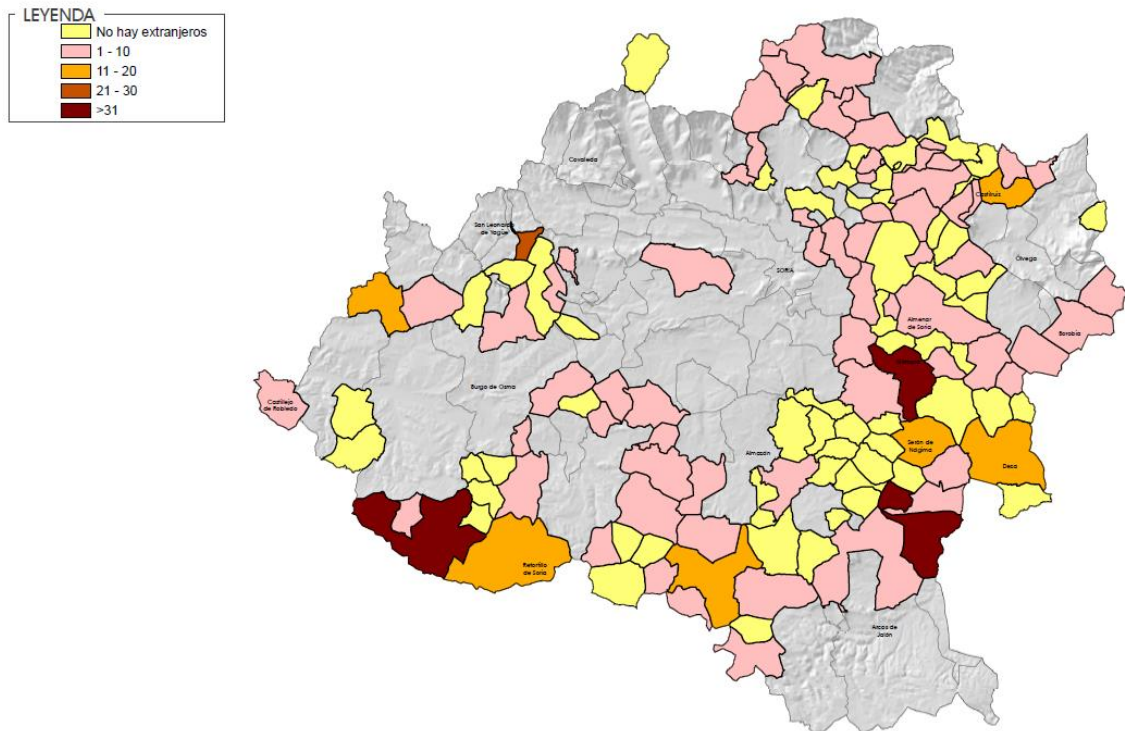 LEYENDA
No hay extranjeros
1 - 10
11 - 20
21 - 30
>31
Covaleda
San Leonardo
de Yagüe
Castilruiz
Ólvega
SORIA
Almenar
de Soria
Borobia
Burgo de Osma
Castillejo
de Robledo
Serón de
Nágima
Almazán
Deza
Retortillo
de Soria
Arcos de
Jalón